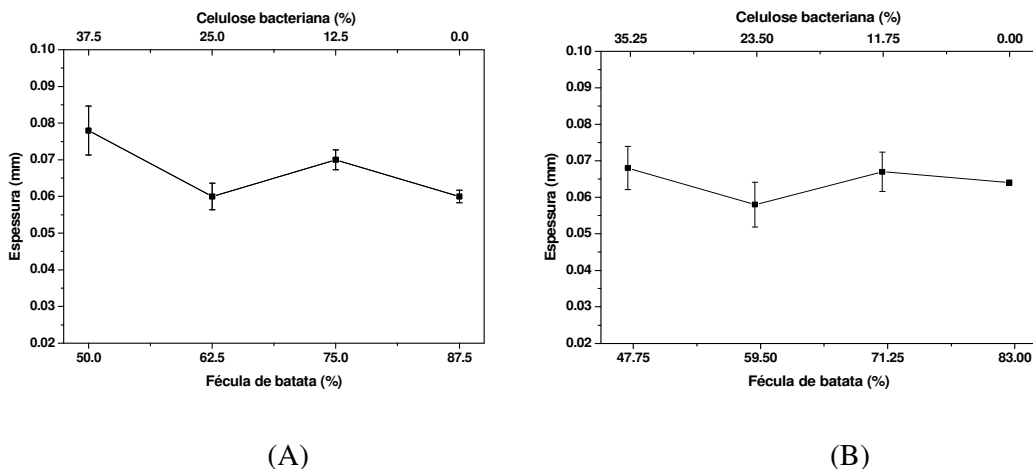 Celulose bacteriana (%)
37.5 25.0 12.5 0.0
0.10
0.09
0.08
0.07
0.06
0.05
0.04
0.03
0.02
Espessura (mm)
50.0 62.5 75.0 87.5
Fécula de batata (%)
(A)
Celulose bacteriana (%)
35.25 23.50 11.75 0.00
0.10
0.09
0.08
0.07
0.06
0.05
0.04
0.03
0.02
Espessura (mm)
47.75 59.50 71.25 83.00
Fécula de batata (%)
(B)